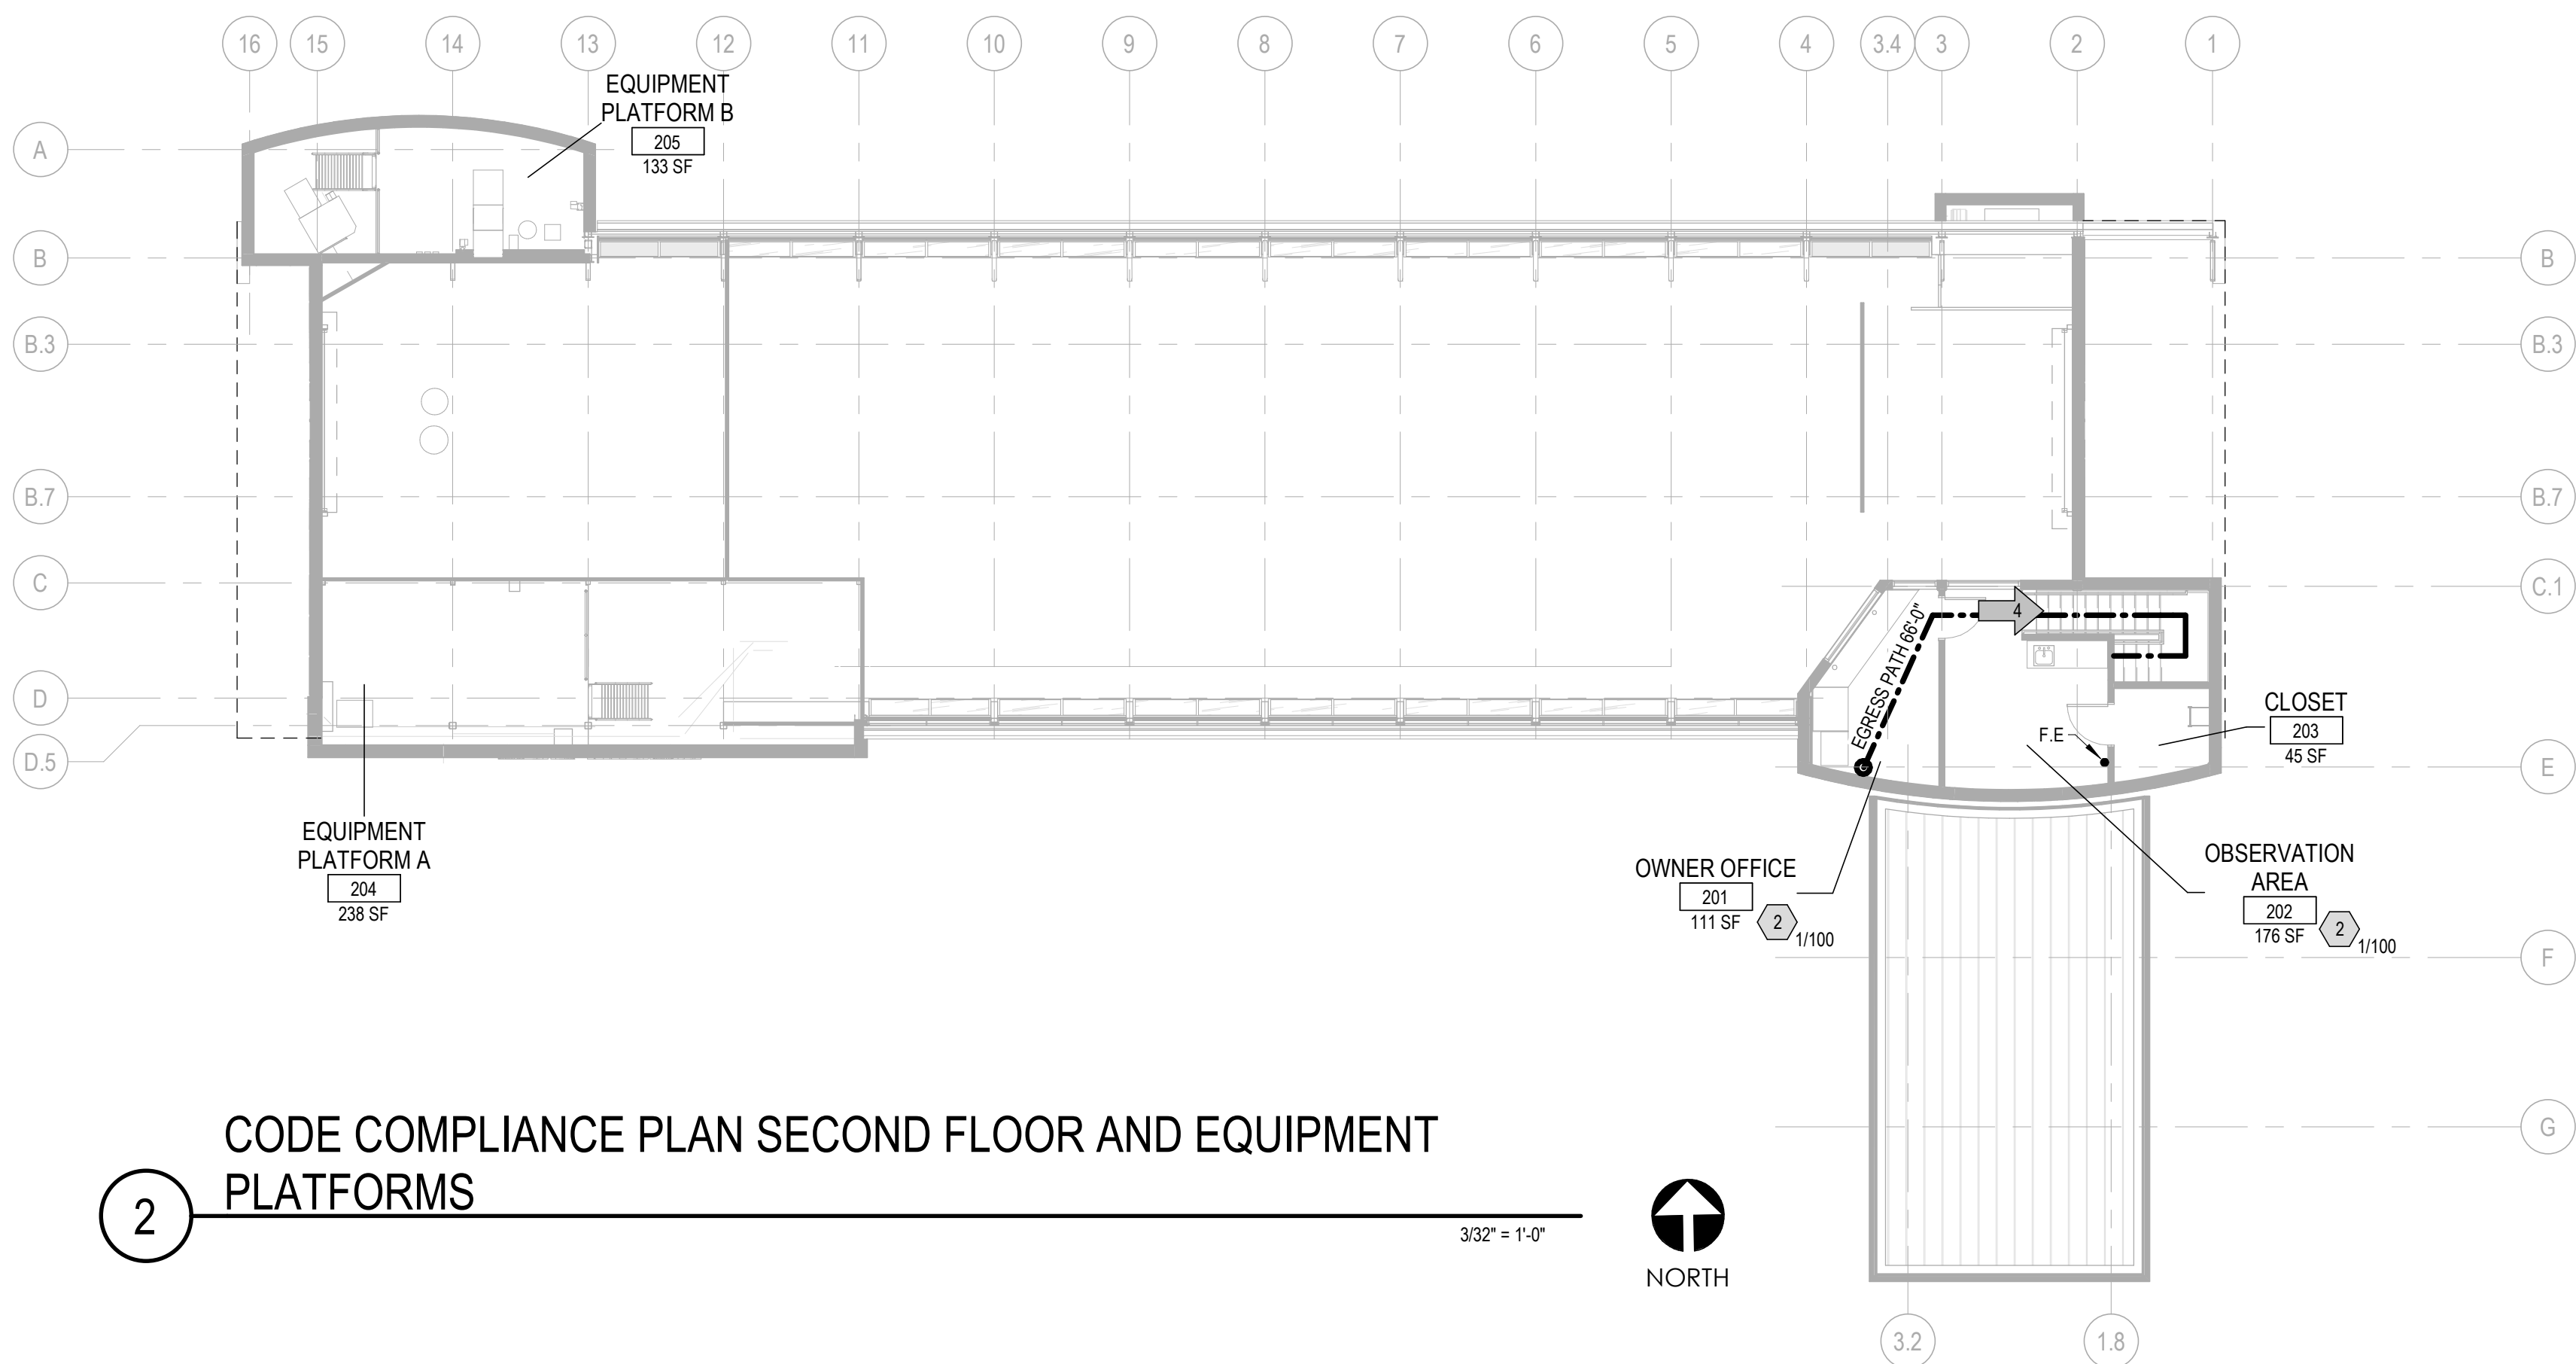 16 15 14 13 12 11 10 9 8 7 6 5 4 3.4 3 2 1
EQUIPMENT
PLATFORM B
205
133 SF
A
B B
B.3 B.3
B.7 B.7
C C.1
4
EGRESS PATH 66'-0"
D
CLOSET
203
45 SF
F.E
D.5 E
EQUIPMENT
PLATFORM A
204
238 SF
OWNER OFFICE
201
111 SF
2
1/100
OBSERVATION
AREA
202
176 SF
2
1/100
F
G
CODE COMPLIANCE PLAN SECOND FLOOR AND EQUIPMENT
PLATFORMS
2
3/32" = 1'-0"
NORTH
3.2 1.8